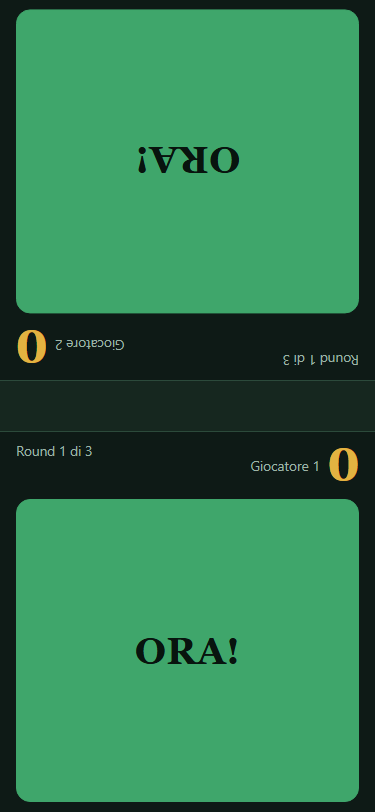 ORA!
0 Giocatore 2
Round 1 di 3
Round 1 di 3
Giocatore 1 0
ORA!